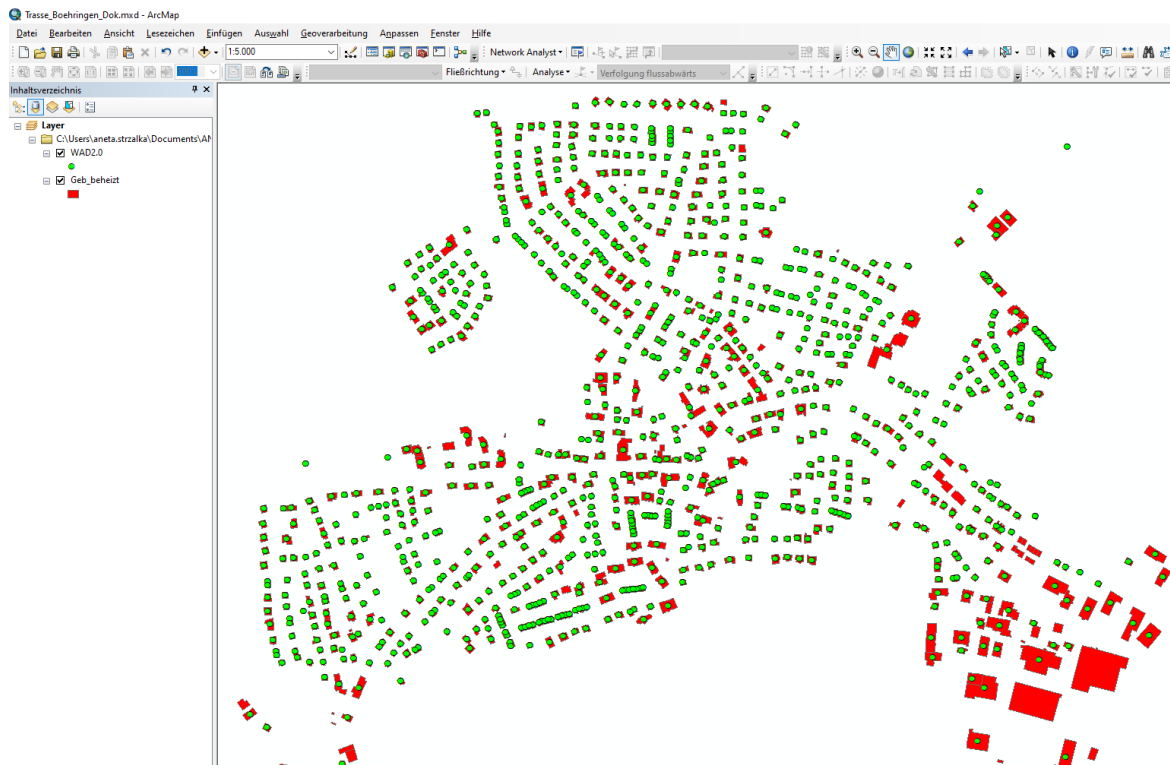 Trasse_Boehringen_Dok.mxd - ArcMap
Datei Bearbeiten Ansicht Lesezeichen Einfügen Auswahl Geoverarbeitung Anpassen Fenster Hilfe
1:5.000 Network Analyst
Fließrichtung Analyse Verfolgung flussabwärts
Inhaltsverzeichnis
Layer
C:\Users\aneta.strzalka\Documents\AN
WAD2.0
Geb_beheizt